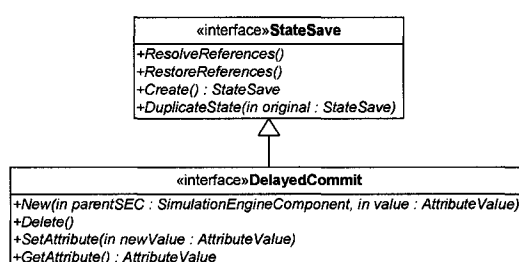 «interface»StateSave
+ResolveReferences()
+RestoreReferences()
+Create() : StateSave
+DuplicateState(in original : StateSave)
«interface»DelayedCommit
+New(in parentSEC : SimulationEngineComponent, in value : AttributeValue)
+Delete()
+SetAttribute(in newValue : AttributeValue)
+GetAttribute() : AttributeValue